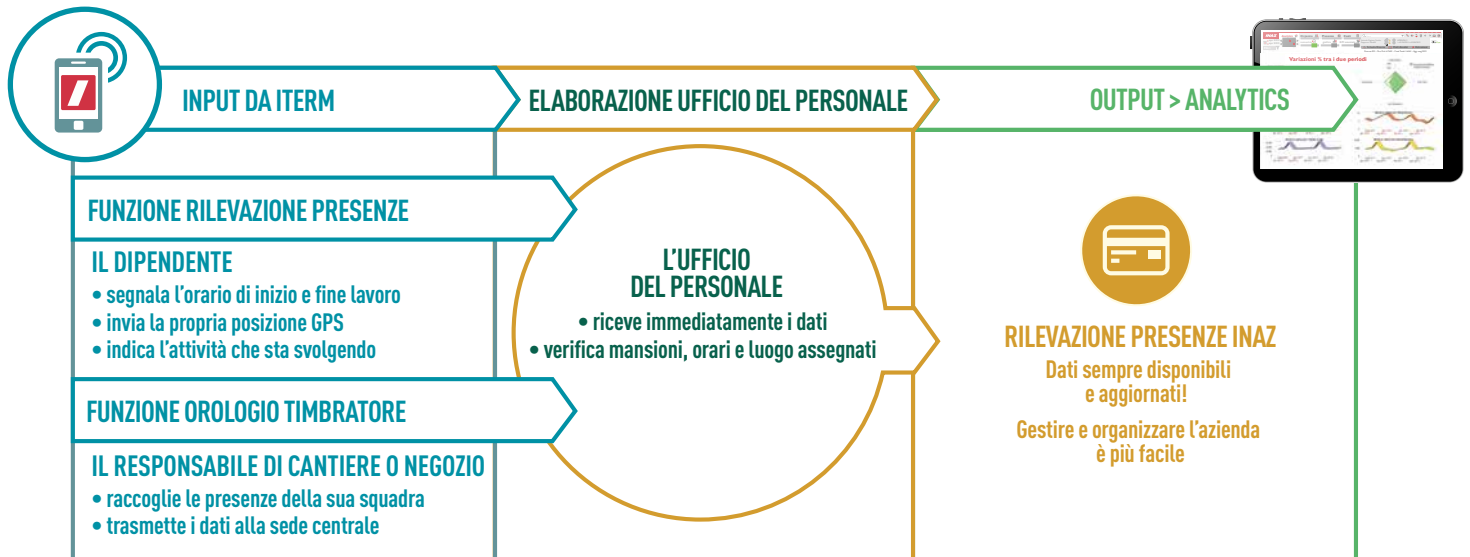 INPUT DA ITERM
ELABORAZIONE UFFICIO DEL PERSONALE
OUTPUT > ANALYTICS
Variazioni % tra i due periodi
FUNZIONE RILEVAZIONE PRESENZE
IL DIPENDENTE
• segnala l'orario di inizio e fine lavoro
• invia la propria posizione GPS
• indica l'attività che sta svolgendo
FUNZIONE OROLOGIO TIMBRATORE
IL RESPONSABILE DI CANTIERE O NEGOZIO
• raccoglie le presenze della sua squadra
• trasmette i dati alla sede centrale
L'UFFICIO
DEL PERSONALE
• riceve immediatamente i dati
• verifica mansioni, orari e luogo assegnati
RILEVAZIONE PRESENZE INAZ
Dati sempre disponibili
e aggiornati!
Gestire e organizzare l'azienda
è più facile